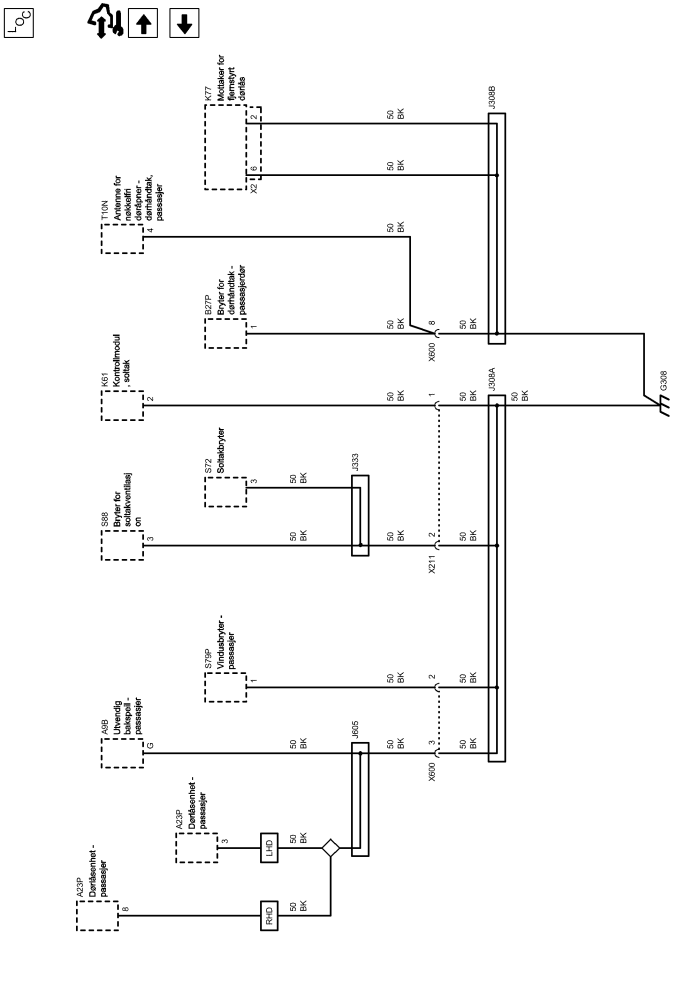 LOC
A23P
Dørlåsenhet -
passasjer
8
RHD
50
BK
A23P
Dørlåsenhet -
passasjer
3
LHD
50
BK
A9B
Utvendig
bakspeil -
passasjer
G
50
BK
J605
50
BK
3
X600
50
BK
S79P
Vindusbryter -
passasjer
1
50
BK
2
50
BK
S88
Bryter for
soltakventilasj
on
3
50
BK
50
BK
2
X211
50
BK
S72
Soltakbryter
3
50
BK
J333
K61
Kontrollmodul
, soltak
2
50
BK
1
50
BK
J308A
50
BK
B27P
Bryter for
dørhåndtak -
passasjerdør
1
50
BK
8
X600
50
BK
T10N
Antenne for
nøkkelfri
døråpner -
dørhåndtak,
passasjer
4
50
BK
K77
Mottaker for
fjernstyrt
dørlås
X2
6
2
50
BK
50
BK
J308B
G308